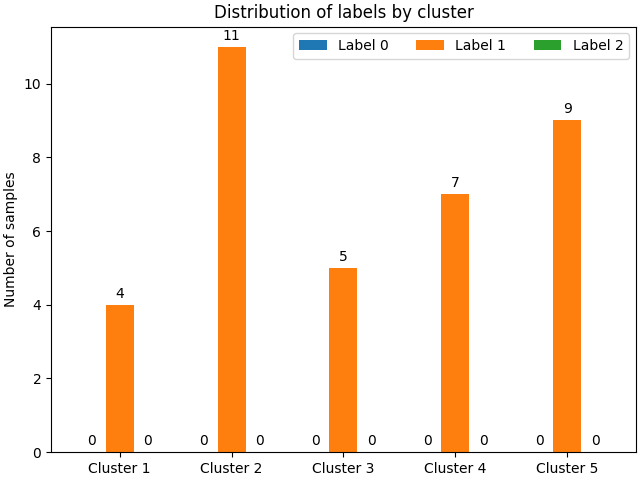 Distribution of labels by cluster
Label 0 Label 1 Label 2
Number of samples
10
8
6
4
2
0
0 4 0
0 11 0
0 5 0
0 7 0
0 9 0
Cluster 1 Cluster 2 Cluster 3 Cluster 4 Cluster 5